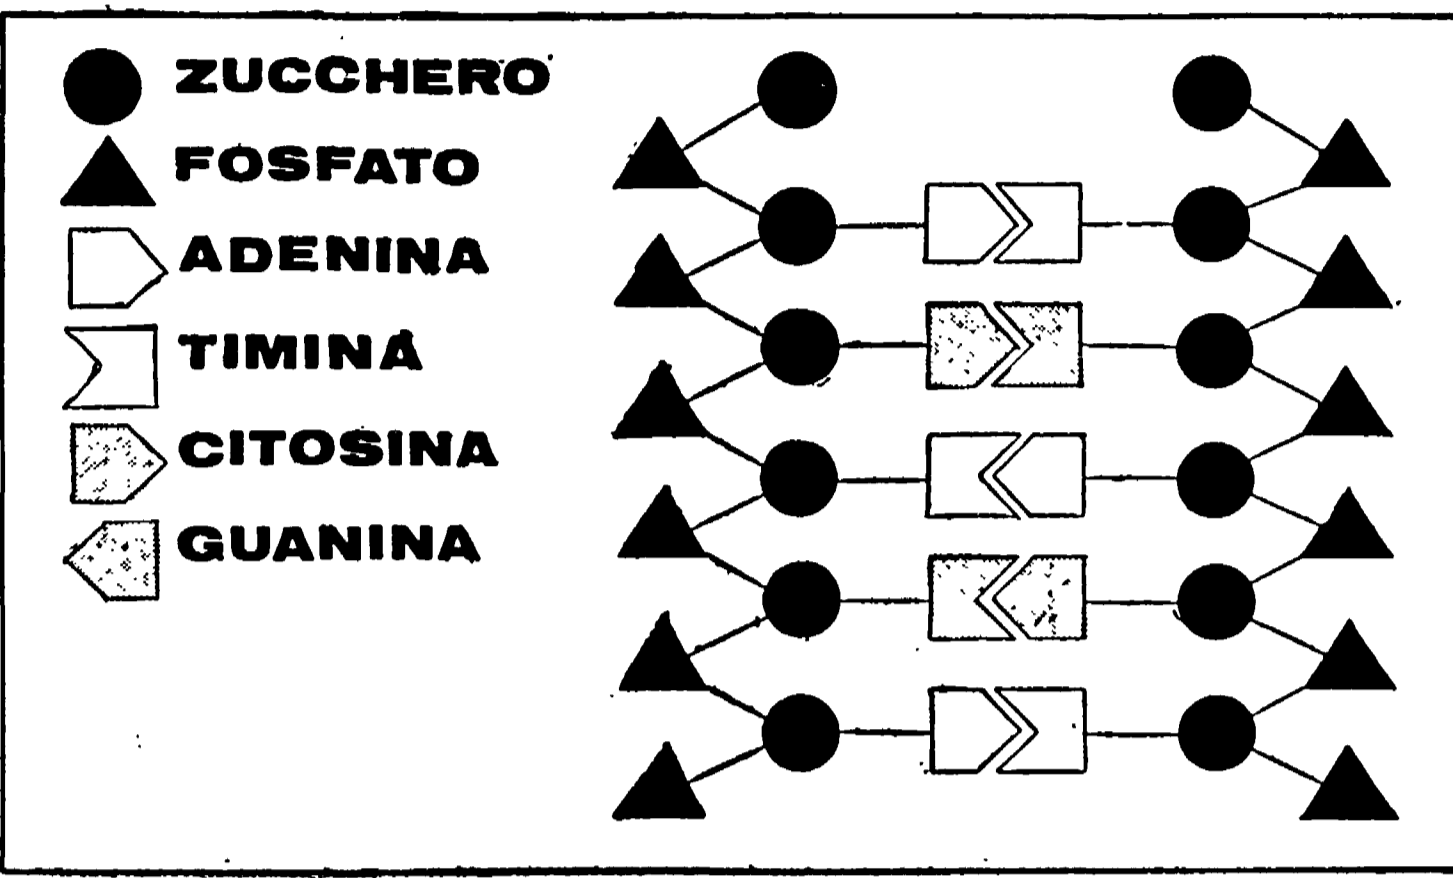 ZUCCHERO
FOSFATO
ADENINA
TIMINA
CITOSINA
GUANINA